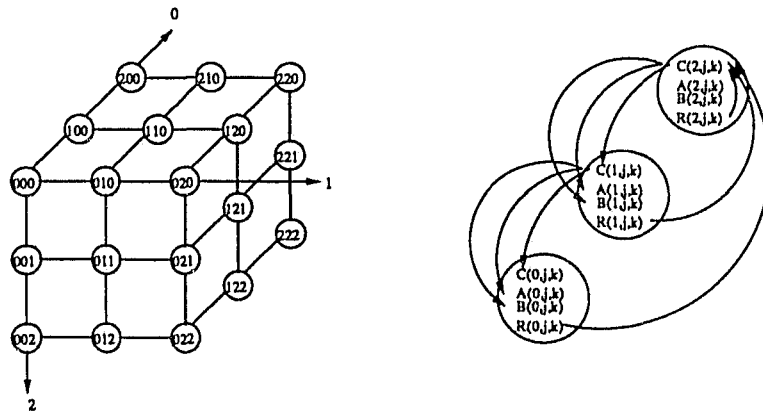 0
200 210 220
100 110 120
221
000 010 020 1
121
222
001 011 021
122
002 012 022
2
C(2,j,k)
A(2,j,k)
B(2,j,k)
R(2,j,k)
C(1,j,k)
A(1,j,k)
B(1,j,k)
R(1,j,k)
C(0,j,k)
A(0,j,k)
B(0,j,k)
R(0,j,k)